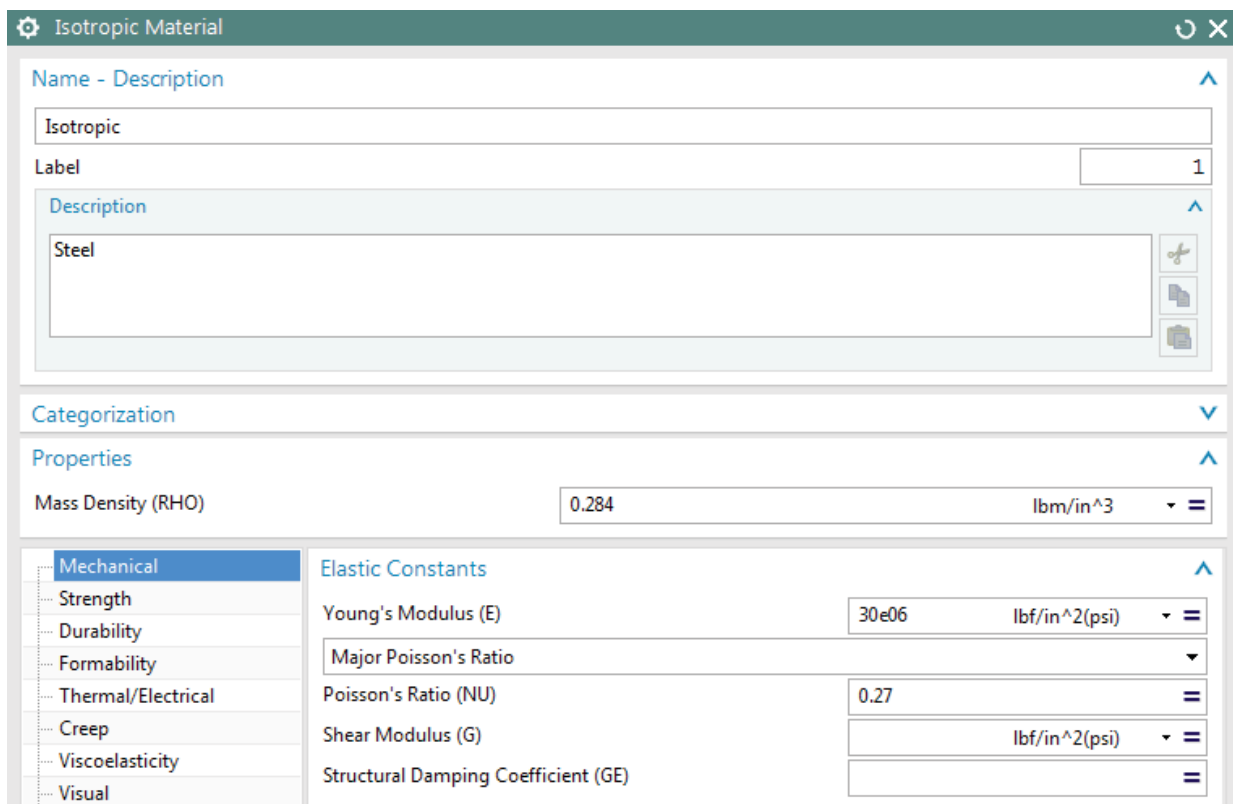 Isotropic Material
Name - Description
Isotropic
Label 1
Description
Steel
Categorization
Properties
Mass Density (RHO) 0.284 lbm/in^3
Mechanical
Strength
Durability
Formability
Thermal/Electrical
Creep
Viscoelasticity
Visual
Elastic Constants
Young's Modulus (E) 30e06 lbf/in^2(psi)
Major Poisson's Ratio
Poisson's Ratio (NU) 0.27
Shear Modulus (G) lbf/in^2(psi)
Structural Damping Coefficient (GE)